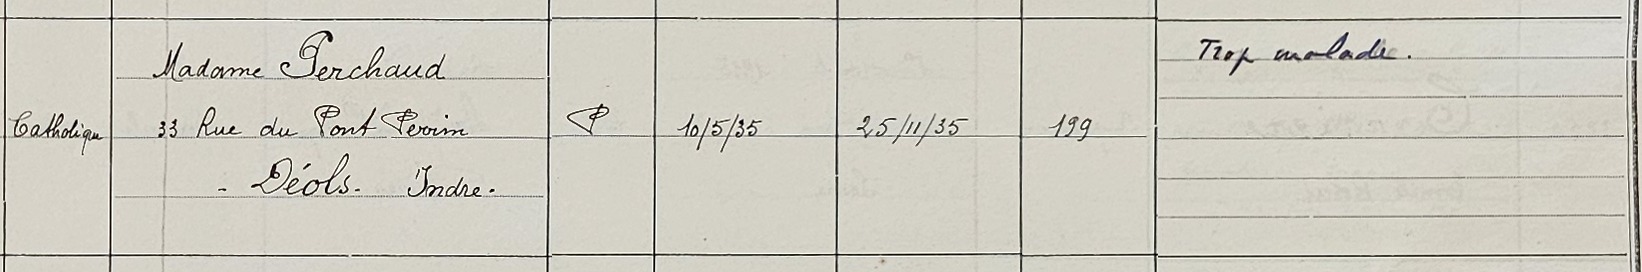 Trop malade.
Madame Perchaud
Catholique 33 Rue du Pont Perrin P 10/5/35 25/11/35 199
- Déols. Indre.